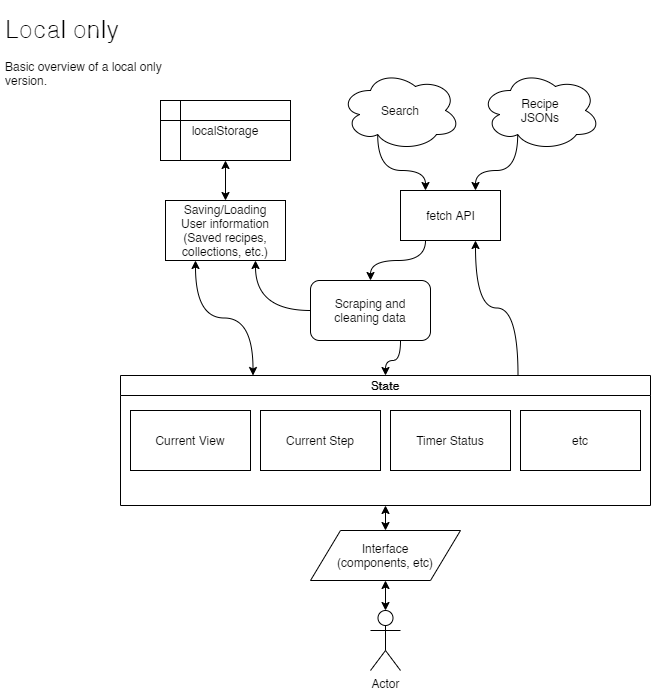 Local only
Basic overview of a local only
version.
Search
Recipe
JSONs
localStorage
Saving/Loading
User information
(Saved recipes,
collections, etc.)
fetch API
Scraping and
cleaning data
State
Current View
Current Step
Timer Status
etc
Interface
(components, etc)
Actor